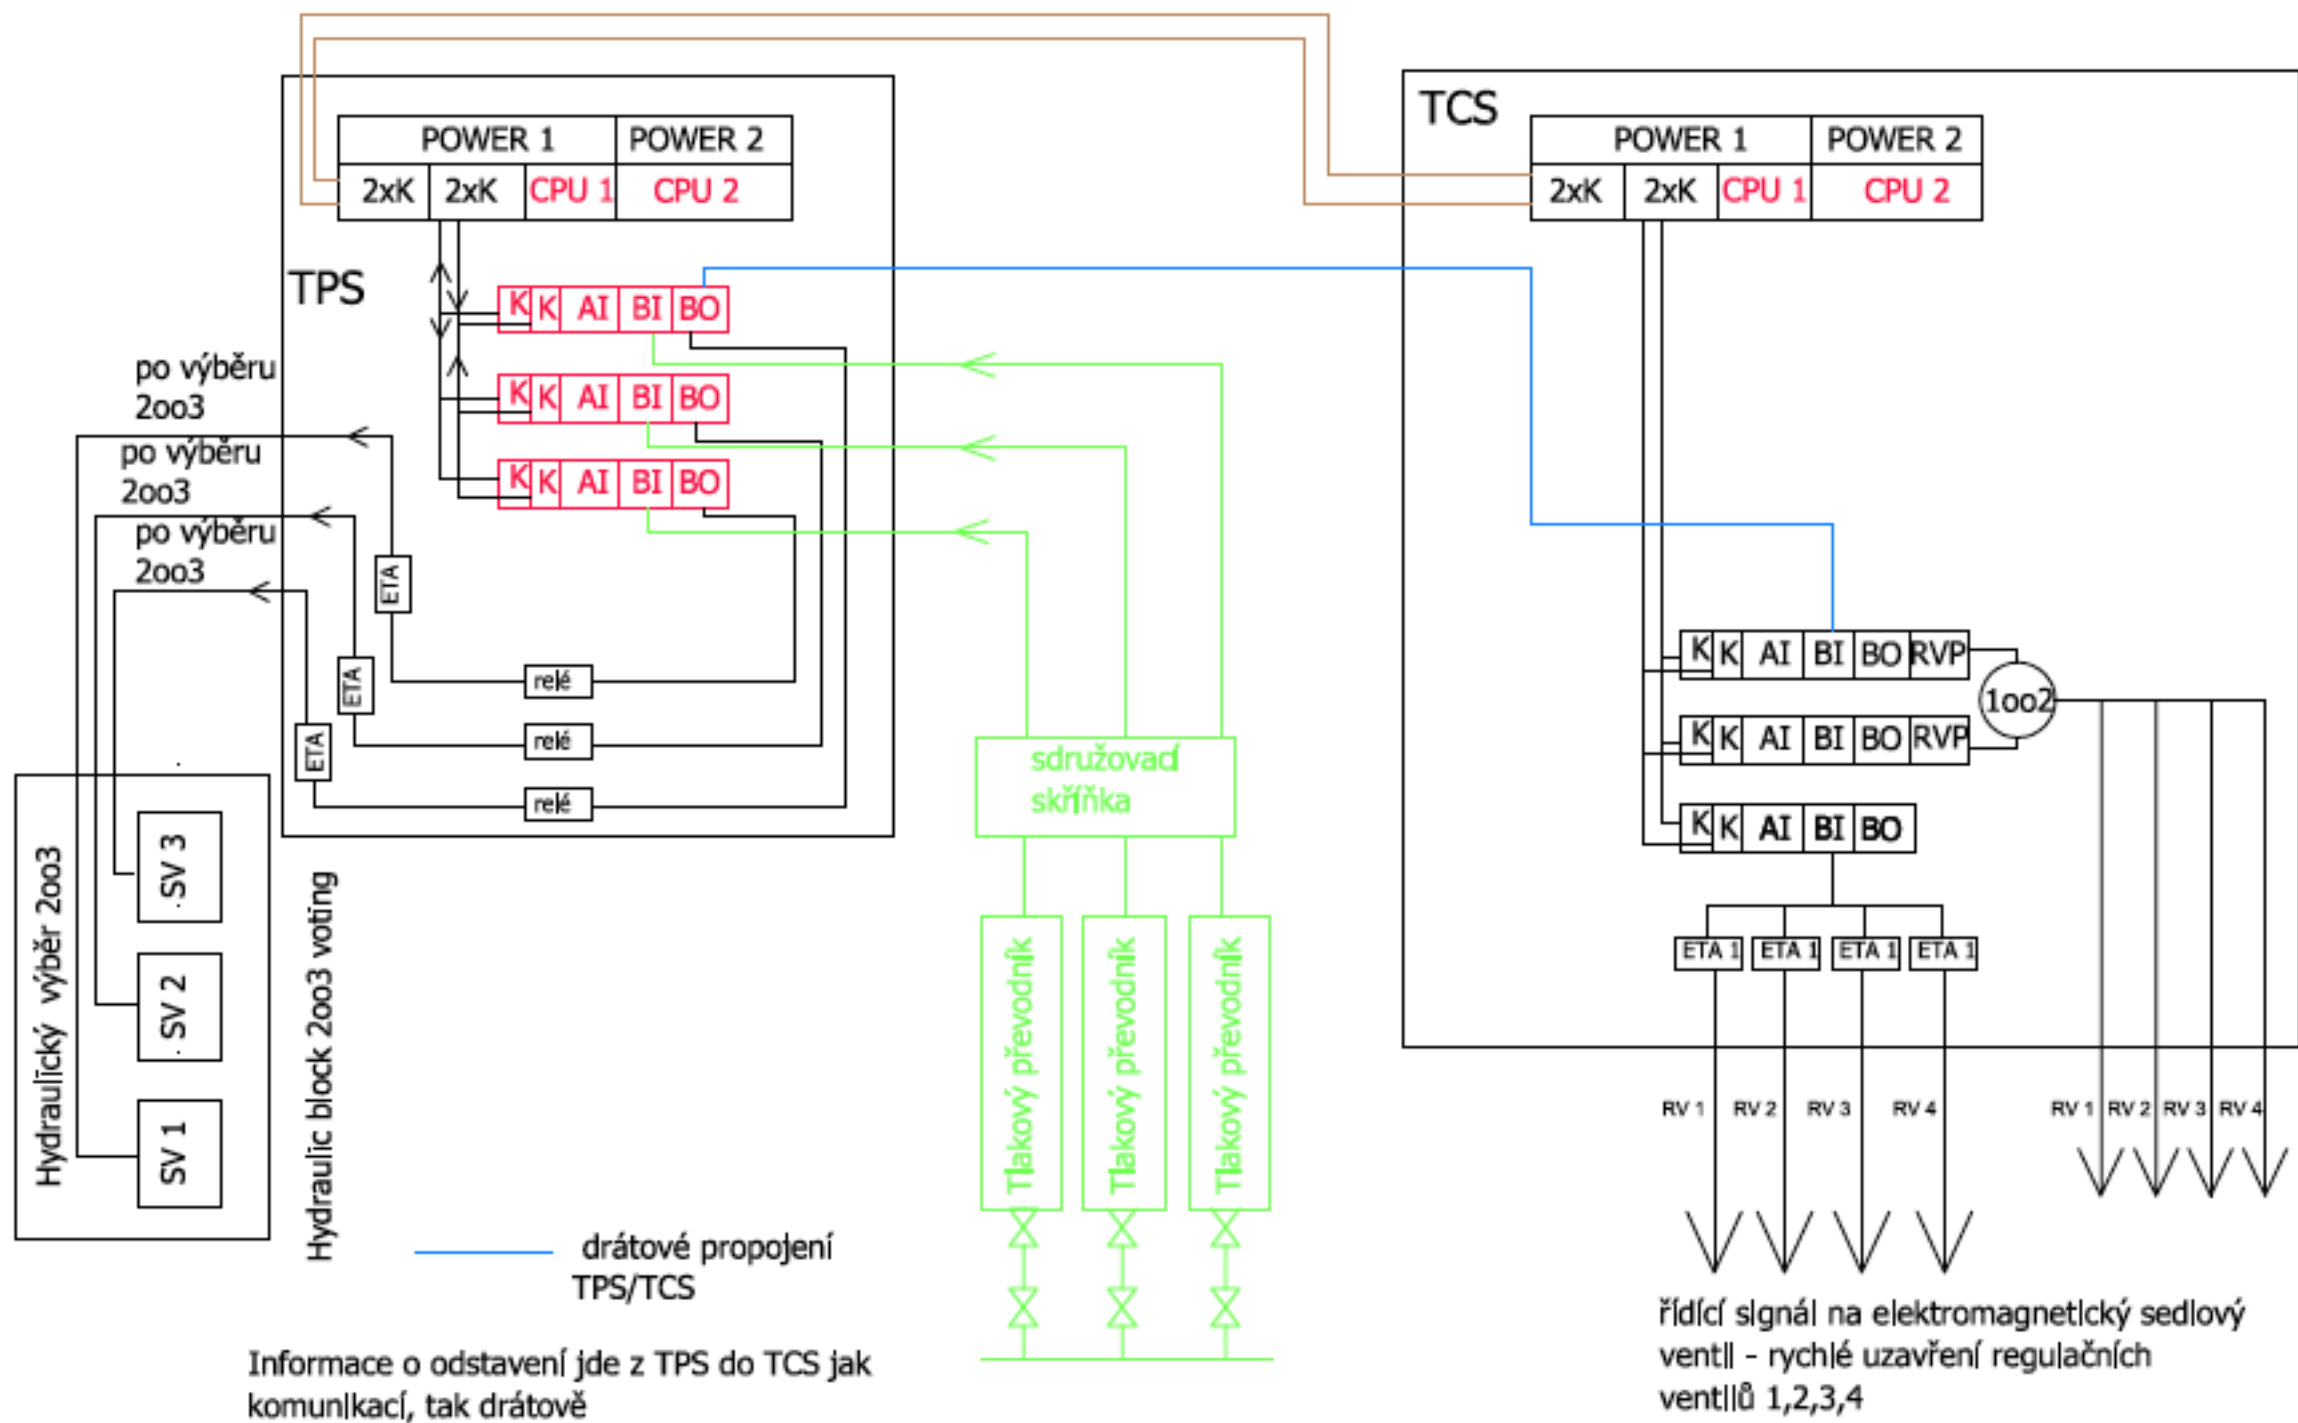 TCS
POWER 1
POWER 2
2xK
2xK
CPU 1
CPU 2
POWER 1
POWER 2
2xK
2xK
CPU 1
CPU 2
TPS
K K AI BI BO
K K AI BI BO
K K AI BI BO
po výběru
2oo3
po výběru
2oo3
po výběru
2oo3
ETA
ETA
ETA
relé
relé
relé
sdružovací
skříňka
K K AI BI BO RVP
1oo2
K K AI BI BO RVP
K K AI BI BO
ETA 1
ETA 1
ETA 1
ETA 1
Hydraulický výběr 2oo3
SV 3
SV 2
SV 1
Hydraulic block 2oo3 voting
Tlakový převodník
Tlakový převodník
Tlakový převodník
RV 1
RV 2
RV 3
RV 4
RV 1
RV 2
RV 3
RV 4
drátové propojení
TPS/TCS
Informace o odstavení jde z TPS do TCS jak
komunikací, tak drátově
řídící signál na elektromagnetický sedlový
ventil - rychlé uzavření regulačních
ventilů 1,2,3,4